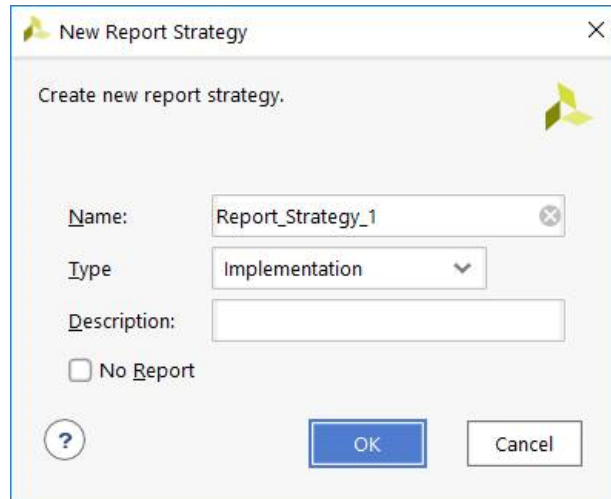 New Report Strategy
Create new report strategy.
Name: Report_Strategy_1
Type Implementation
Description:
No Report
? OK Cancel